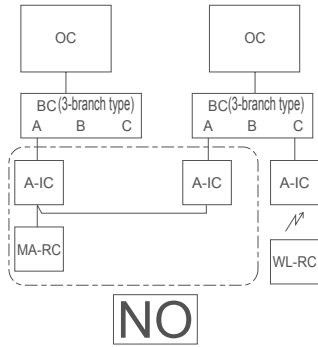 OC OC
BC(3-branch type) BC(3-branch type)
A B C A B C
A-IC A-IC A-IC
MA-RC WL-RC
NO